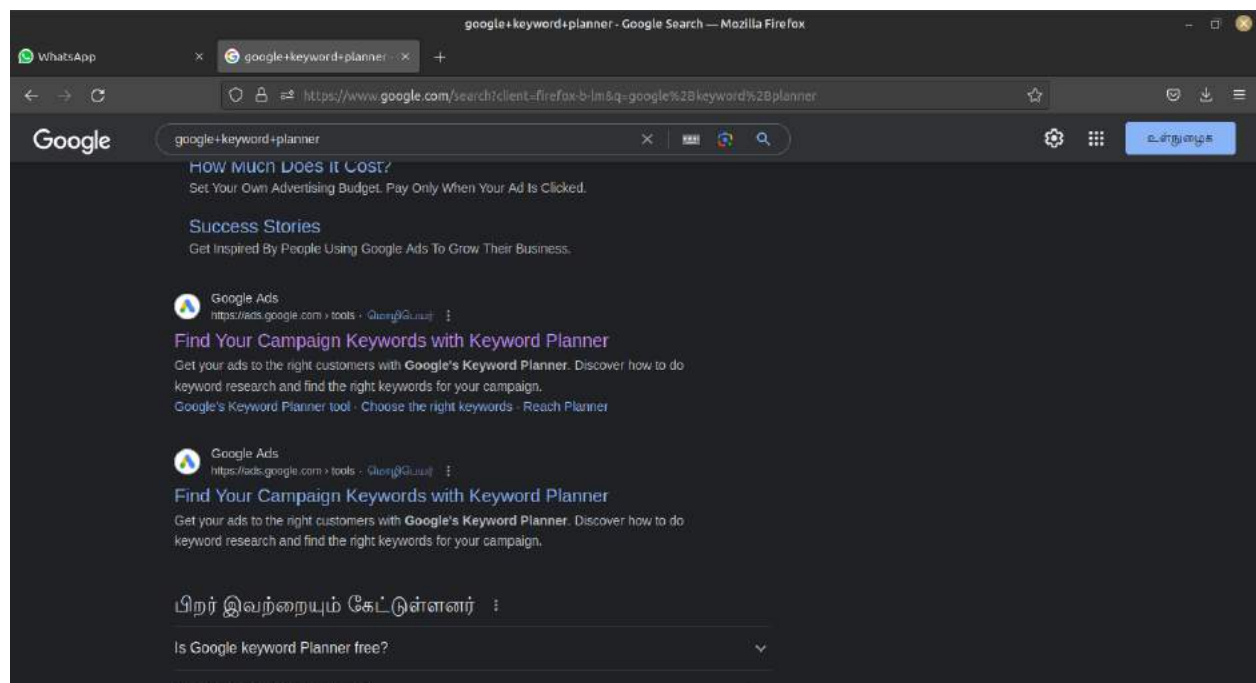 google+keyword+planner - Google Search — Mozilla Firefox
WhatsApp
google+keyword+planner -
https://www.google.com/search?client=firefox-b-lm&q=google%2Bkeyword%2Bplanner
Google
google+keyword+planner
உள்நுழைக
How Much Does It Cost?
Set Your Own Advertising Budget. Pay Only When Your Ad Is Clicked.
Success Stories
Get Inspired By People Using Google Ads To Grow Their Business.
Google Ads
https://ads.google.com › tools · மொழிபெயர்
Find Your Campaign Keywords with Keyword Planner
Get your ads to the right customers with Google's Keyword Planner. Discover how to do
keyword research and find the right keywords for your campaign.
Google's Keyword Planner tool · Choose the right keywords · Reach Planner
Google Ads
https://ads.google.com › tools · மொழிபெயர்
Find Your Campaign Keywords with Keyword Planner
Get your ads to the right customers with Google's Keyword Planner. Discover how to do
keyword research and find the right keywords for your campaign.
பிறர் இவற்றையும் கேட்டுள்ளனர்
Is Google keyword Planner free?